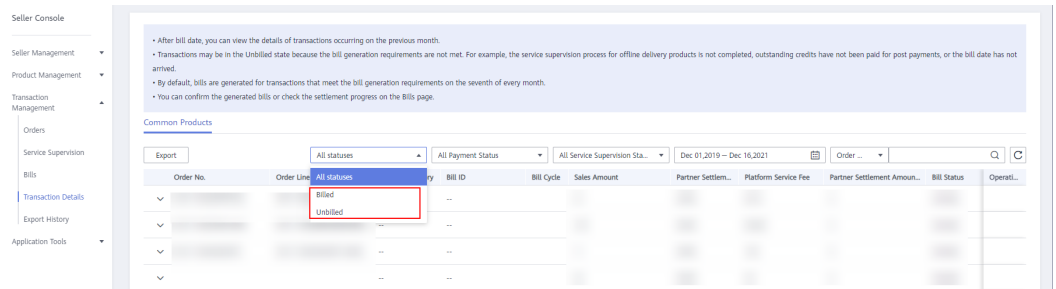 Seller Console
Seller Management
Product Management
Transaction
Management
Orders
Service Supervision
Bills
Transaction Details
Export History
Application Tools
• After bill date, you can view the details of transactions occurring on the previous month.
• Transactions may be in the Unbilled state because the bill generation requirements are not met. For example, the service supervision process for offline delivery products is not completed, outstanding credits have not been paid for post payments, or the bill date has not
arrived.
• By default, bills are generated for transactions that meet the bill generation requirements on the seventh of every month.
• You can confirm the generated bills or check the settlement progress on the Bills page.
Common Products
Export All statuses All Payment Status All Service Supervision Sta... Dec 01,2019 – Dec 16,2021 Order ...
Order No. Order Line ry Bill ID Bill Cycle Sales Amount Partner Settlem... Platform Service Fee Partner Settlement Amoun... Bill Status Operati...
All statuses
Billed
Unbilled
--
-- --
-- --
-- --